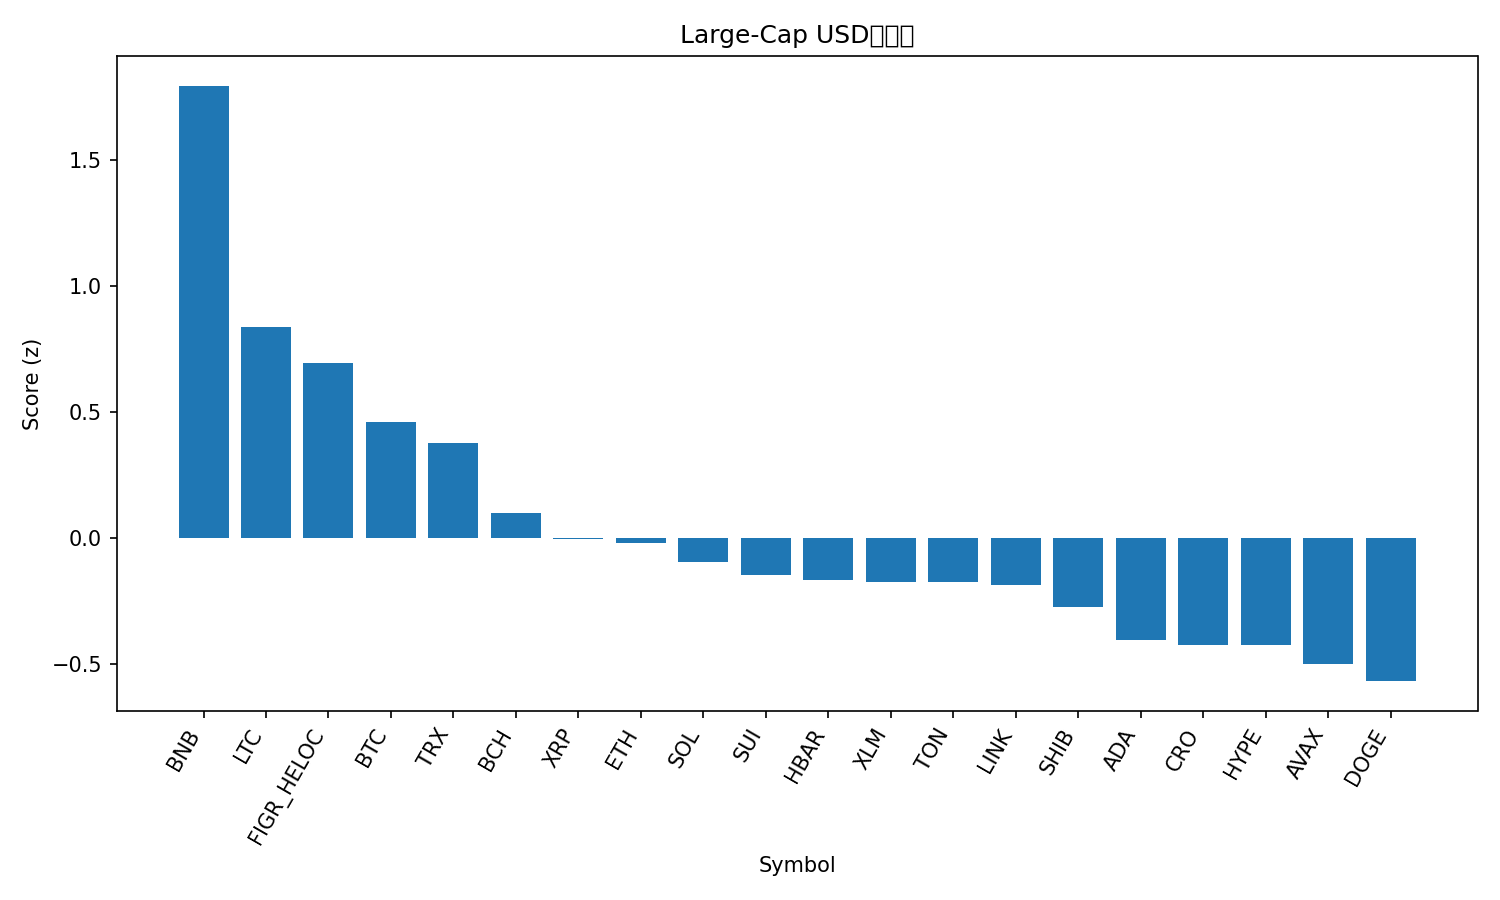 Large-Cap USD
Score (z)
1.5
1.0
0.5
0.0
−0.5
BNB
LTC
FIGR_HELOC
BTC
TRX
BCH
XRP
ETH
SOL
SUI
HBAR
XLM
TON
LINK
SHIB
ADA
CRO
HYPE
AVAX
DOGE
Symbol